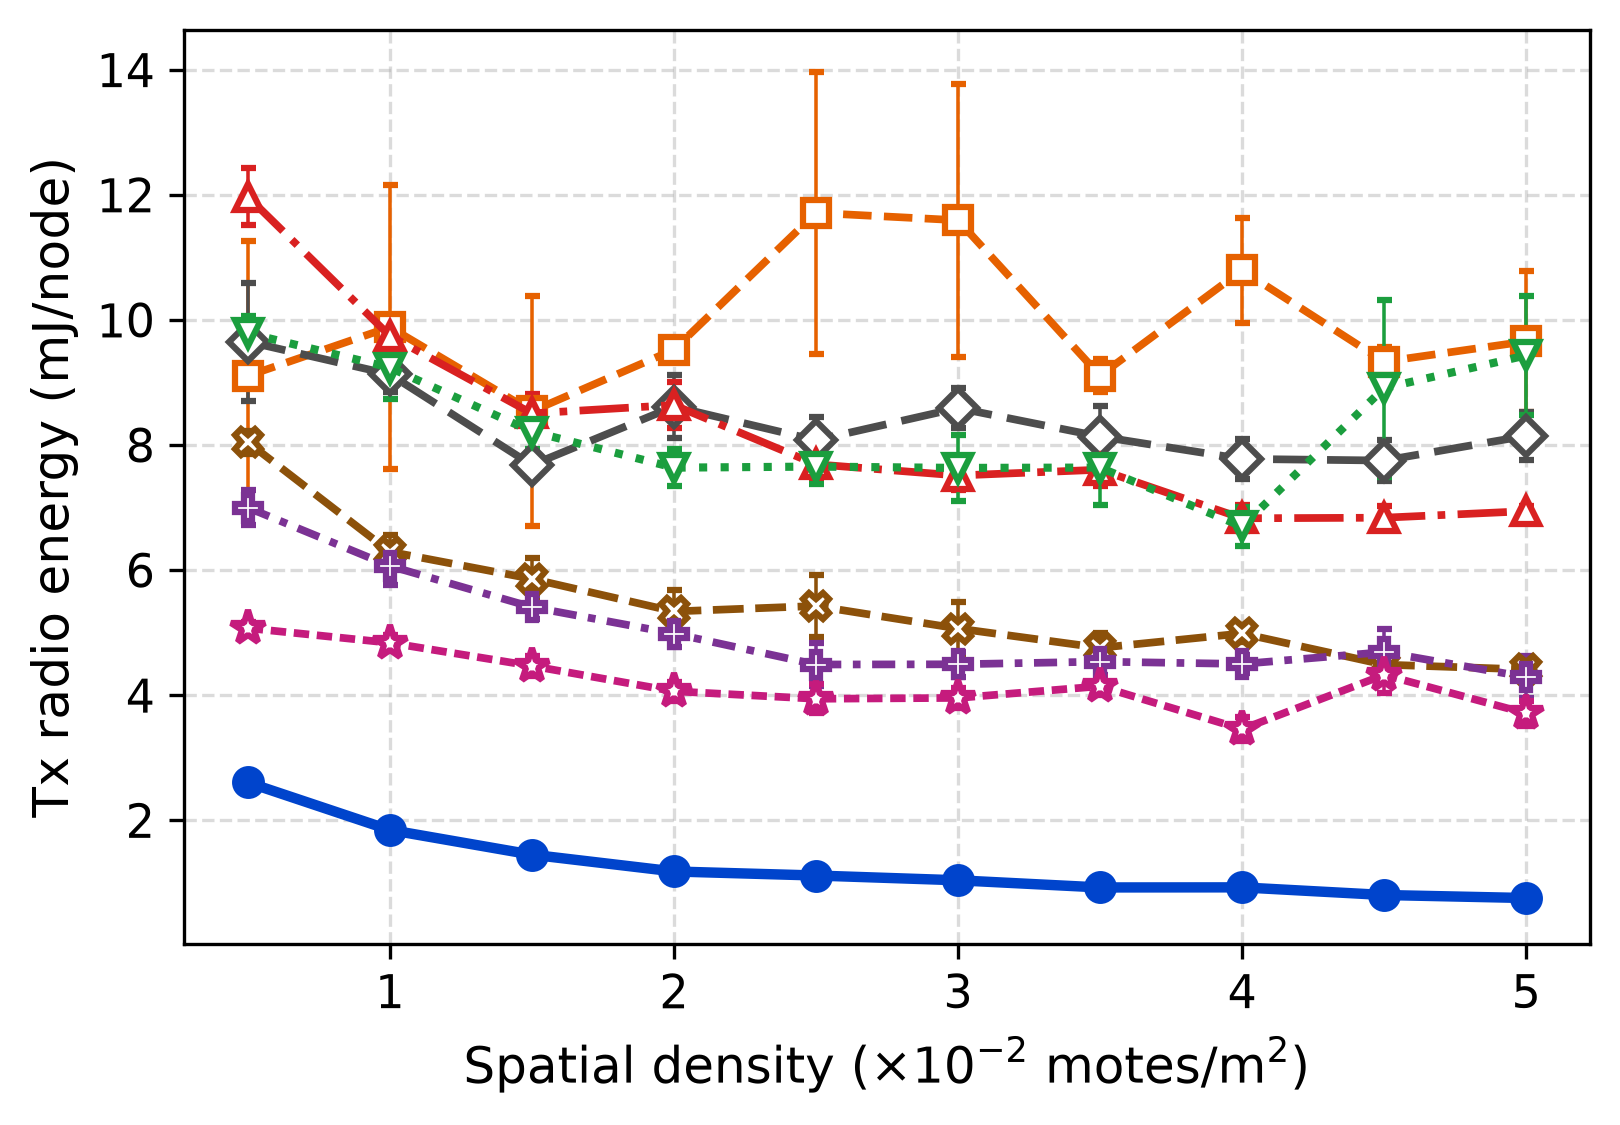 14
12
10
8
6
4
2
Tx radio energy (mJ/node)
1 2 3 4 5
Spatial density (×10⁻² motes/m²)